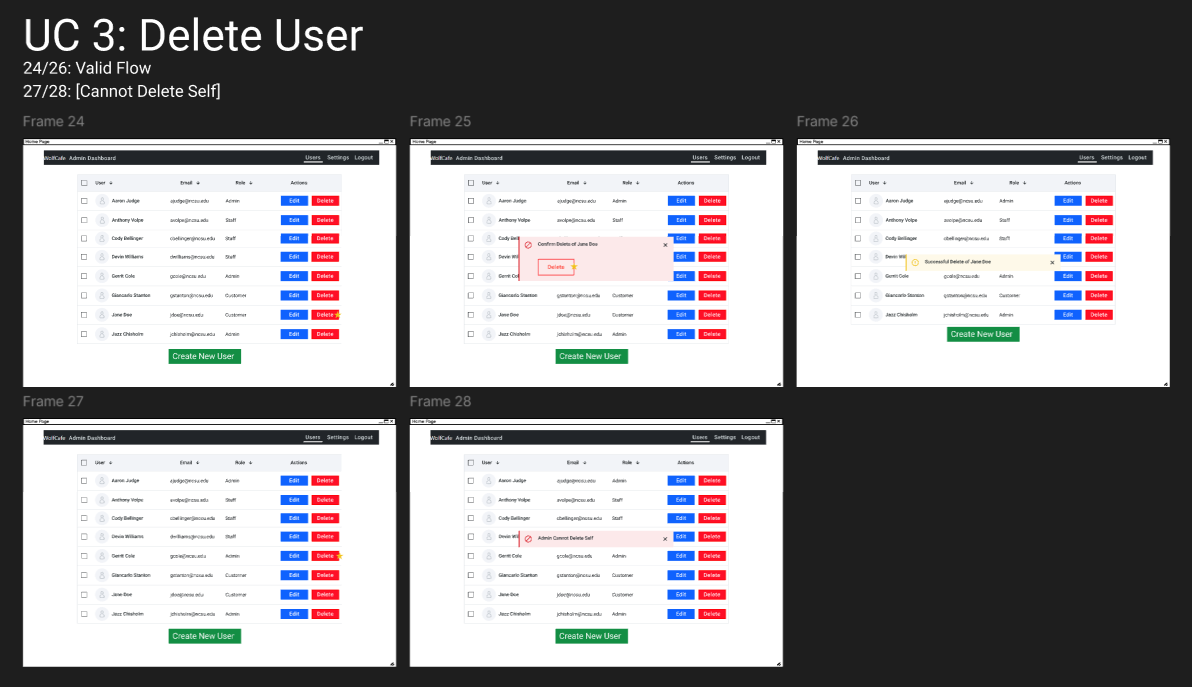 UC 3: Delete User
24/26: Valid Flow
27/28: [Cannot Delete Self]
Frame 24
Home Page
WolfCafe Admin Dashboard Users Settings Logout
User Email Role Actions
Aaron Judge ajudge@ncsu.edu Admin Edit Delete
Anthony Volpe avolpe@ncsu.edu Staff Edit Delete
Cody Bellinger cbellinger@ncsu.edu Staff Edit Delete
Devin Williams dwilliams@ncsu.edu Staff Edit Delete
Gerrit Cole gcole@ncsu.edu Admin Edit Delete
Giancarlo Stanton gstanton@ncsu.edu Customer Edit Delete
Jane Doe jdoe@ncsu.edu Customer Edit Delete
Jazz Chisholm jchisholm@ncsu.edu Admin Edit Delete
Create New User
Frame 25
Home Page
WolfCafe Admin Dashboard Users Settings Logout
User Email Role Actions
Aaron Judge ajudge@ncsu.edu Admin Edit Delete
Anthony Volpe avolpe@ncsu.edu Staff Edit Delete
Cody Bell Edit Delete
Confirm Delete of Jane Doe
Devin Wil Edit Delete
Delete
Gerrit Col Edit Delete
Giancarlo Stanton gstanton@ncsu.edu Customer Edit Delete
Jane Doe jdoe@ncsu.edu Customer Edit Delete
Jazz Chisholm jchisholm@ncsu.edu Admin Edit Delete
Create New User
Frame 26
Home Page
WolfCafe Admin Dashboard Users Settings Logout
User Email Role Actions
Aaron Judge ajudge@ncsu.edu Admin Edit Delete
Anthony Volpe avolpe@ncsu.edu Staff Edit Delete
Cody Bellinger cbellinger@ncsu.edu Staff Edit Delete
Devin Wil Edit Delete
Successful Delete of Jane Doe
Gerrit Cole gcole@ncsu.edu Admin Edit Delete
Giancarlo Stanton gstanton@ncsu.edu Customer Edit Delete
Jazz Chisholm jchisholm@ncsu.edu Admin Edit Delete
Create New User
Frame 27
Home Page
WolfCafe Admin Dashboard Users Settings Logout
User Email Role Actions
Aaron Judge ajudge@ncsu.edu Admin Edit Delete
Anthony Volpe avolpe@ncsu.edu Staff Edit Delete
Cody Bellinger cbellinger@ncsu.edu Staff Edit Delete
Devin Williams dwilliams@ncsu.edu Staff Edit Delete
Gerrit Cole gcole@ncsu.edu Admin Edit Delete
Giancarlo Stanton gstanton@ncsu.edu Customer Edit Delete
Jane Doe jdoe@ncsu.edu Customer Edit Delete
Jazz Chisholm jchisholm@ncsu.edu Admin Edit Delete
Create New User
Frame 28
Home Page
WolfCafe Admin Dashboard Users Settings Logout
User Email Role Actions
Aaron Judge ajudge@ncsu.edu Admin Edit Delete
Anthony Volpe avolpe@ncsu.edu Staff Edit Delete
Cody Bellinger cbellinger@ncsu.edu Staff Edit Delete
Devin Wil Edit Delete
Admin Cannot Delete Self
Gerrit Cole gcole@ncsu.edu Admin Edit Delete
Giancarlo Stanton gstanton@ncsu.edu Customer Edit Delete
Jane Doe jdoe@ncsu.edu Customer Edit Delete
Jazz Chisholm jchisholm@ncsu.edu Admin Edit Delete
Create New User